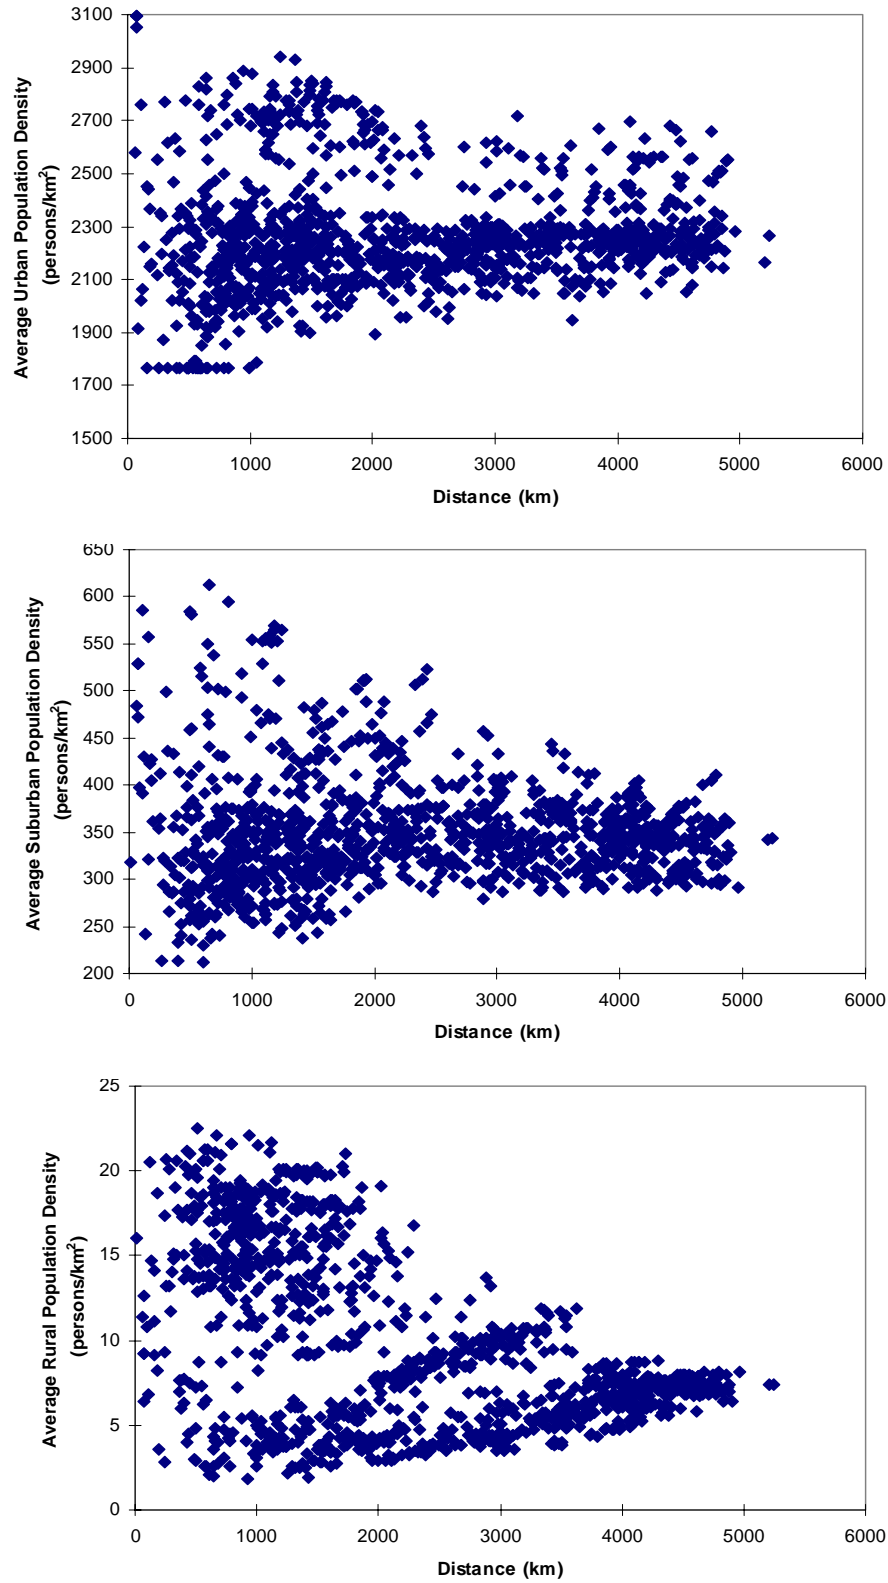 3100
2900
2700
2500
2300
2100
1900
1700
1500
0 1000 2000 3000 4000 5000 6000
Distance (km)
Average Urban Population Density
(persons/km²)
650
600
550
500
450
400
350
300
250
200
0 1000 2000 3000 4000 5000 6000
Distance (km)
Average Suburban Population Density
(persons/km²)
25
20
15
10
5
0
0 1000 2000 3000 4000 5000 6000
Distance (km)
Average Rural Population Density
(persons/km²)